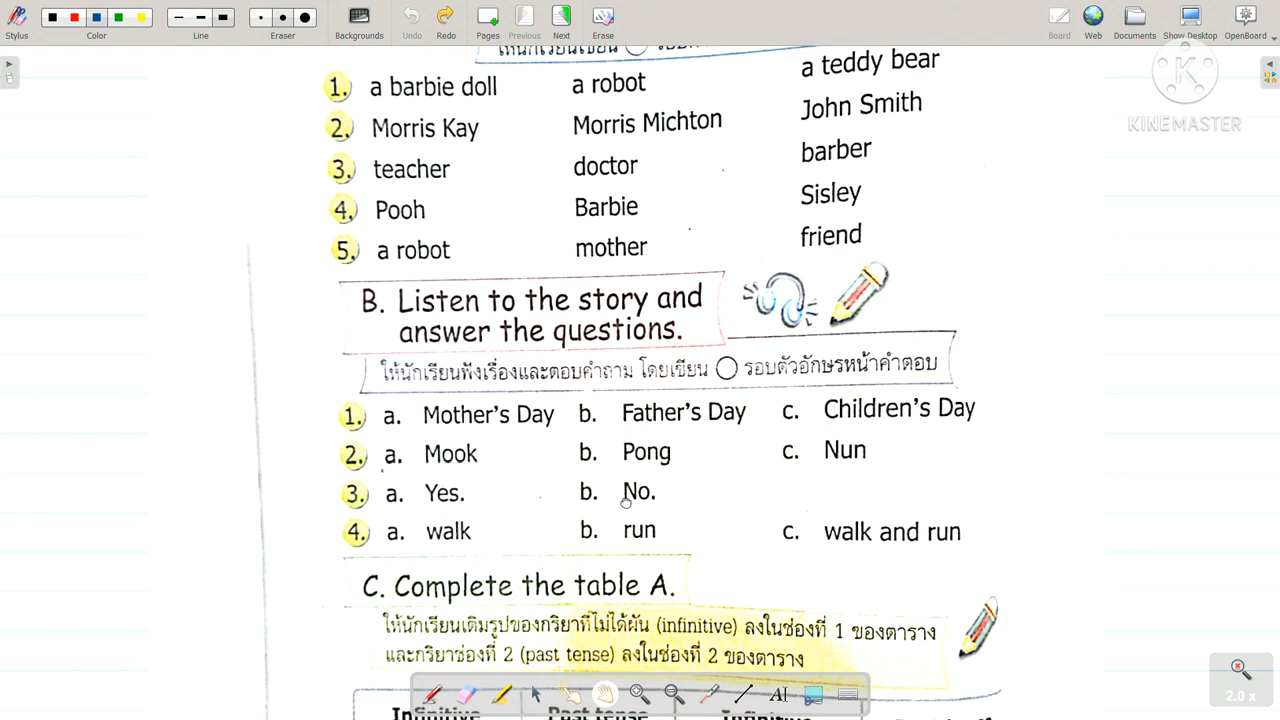 Stylus Color Line Eraser Backgrounds Undo Redo Pages Previous Next Erase Board Web Documents Show Desktop OpenBoard
1. a barbie doll a robot a teddy bear
2. Morris Kay Morris Michton John Smith
3. teacher doctor barber
4. Pooh Barbie Sisley
5. a robot mother friend
KINEMASTER
B. Listen to the story and
answer the questions.
ให้นักเรียนฟังเรื่องและตอบคำถาม โดยเขียน ◯ รอบตัวอักษรหน้าคำตอบ
1. a. Mother's Day b. Father's Day c. Children's Day
2. a. Mook b. Pong c. Nun
3. a. Yes. b. No.
4. a. walk b. run c. walk and run
C. Complete the table A.
ให้นักเรียนเติมรูปของกริยาที่ไม่ได้ผัน (infinitive) ลงในช่องที่ 1 ของตาราง
และกริยาช่องที่ 2 (past tense) ลงในช่องที่ 2 ของตาราง
2.0 x
Infinitive Past tense Infinitive